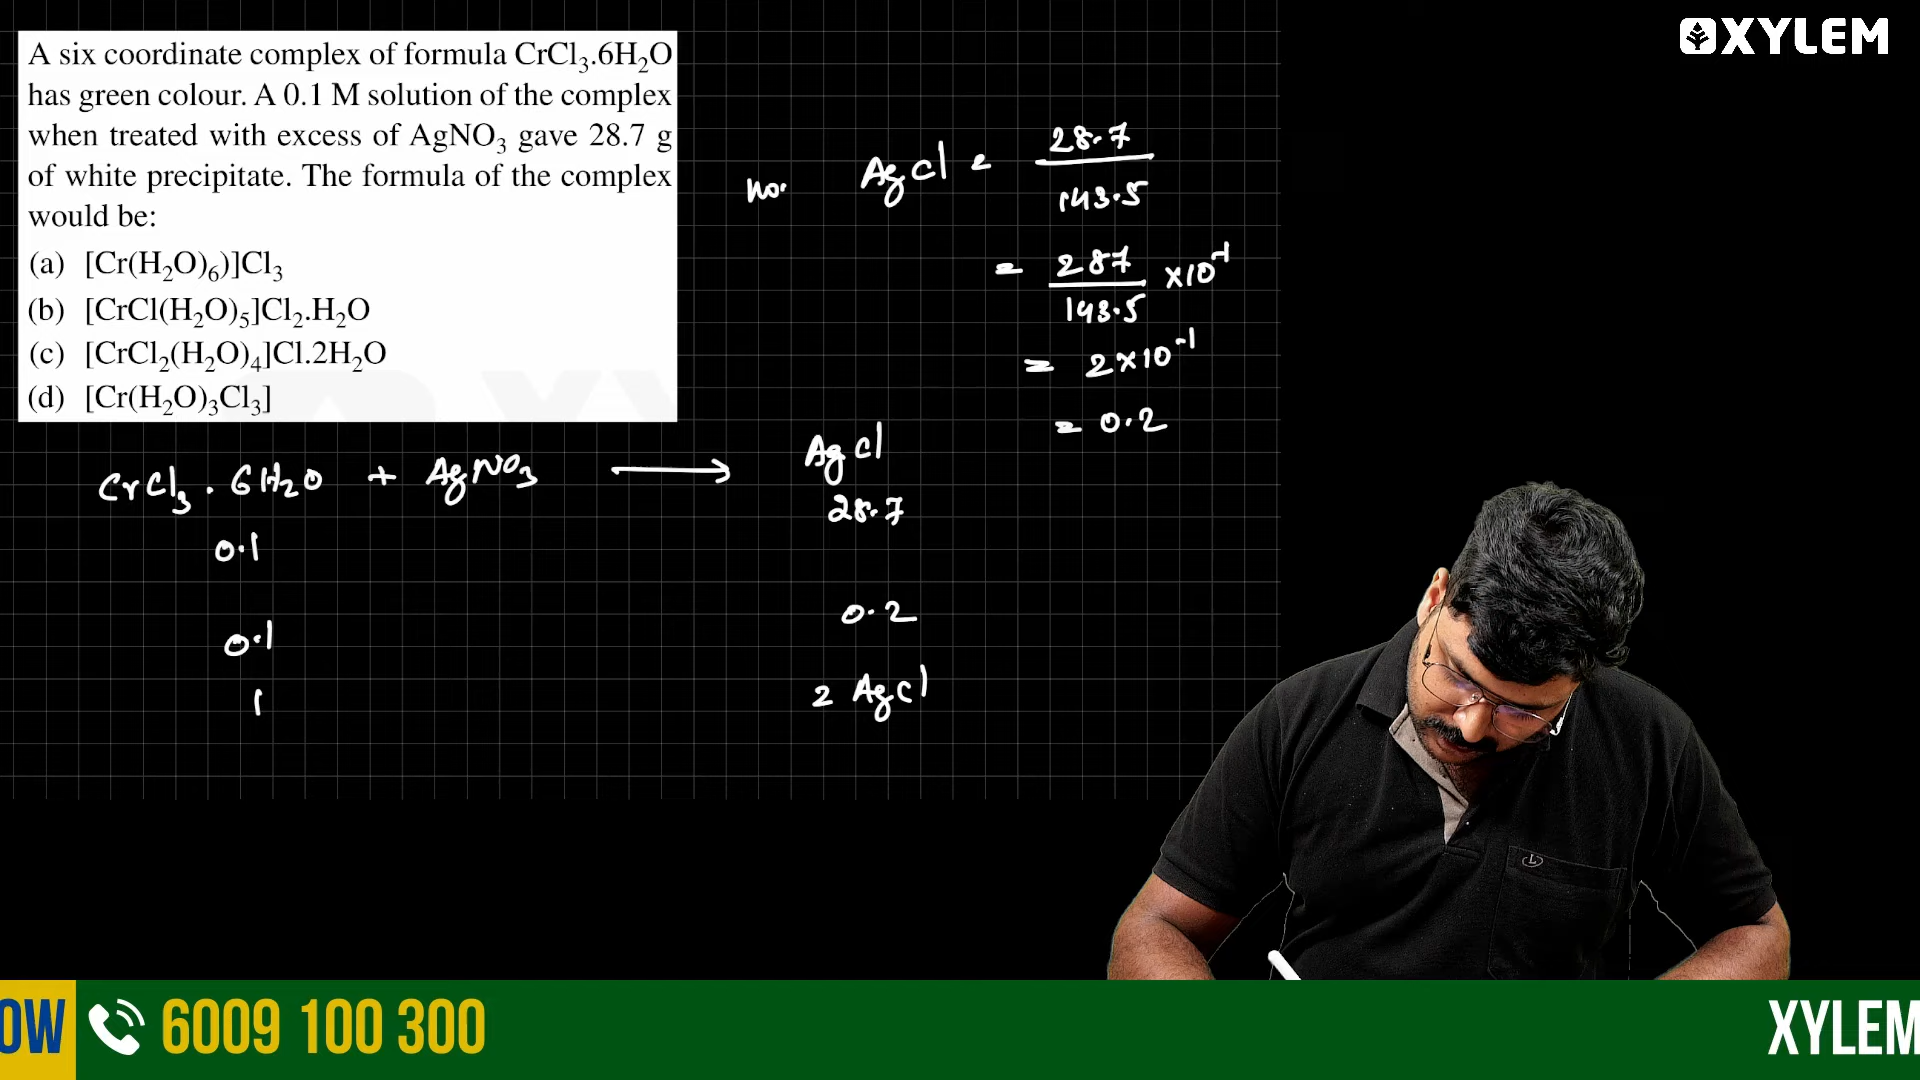 XYLEM
A six coordinate complex of formula CrCl₃.6H₂O
has green colour. A 0.1 M solution of the complex
when treated with excess of AgNO₃ gave 28.7 g
of white precipitate. The formula of the complex
would be:
(a) [Cr(H₂O)₆)]Cl₃
(b) [CrCl(H₂O)₅]Cl₂.H₂O
(c) [CrCl₂(H₂O)₄]Cl.2H₂O
(d) [Cr(H₂O)₃Cl₃]
no. AgCl = 28.7 / 143.5
= 287 / 143.5 ×10⁻¹
= 2×10⁻¹
= 0.2
CrCl₃ . 6H₂O + AgNO₃ ⟶ AgCl
0.1 28.7
0.1 0.2
1 2 AgCl
OW 6009 100 300 XYLEM